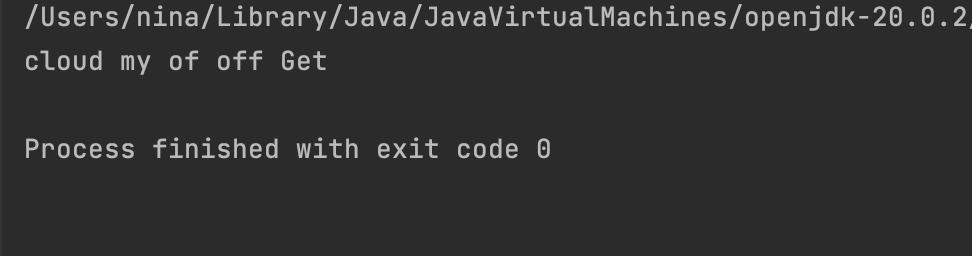 /Users/nina/Library/Java/JavaVirtualMachines/openjdk-20.0.2/
cloud my of off Get
Process finished with exit code 0